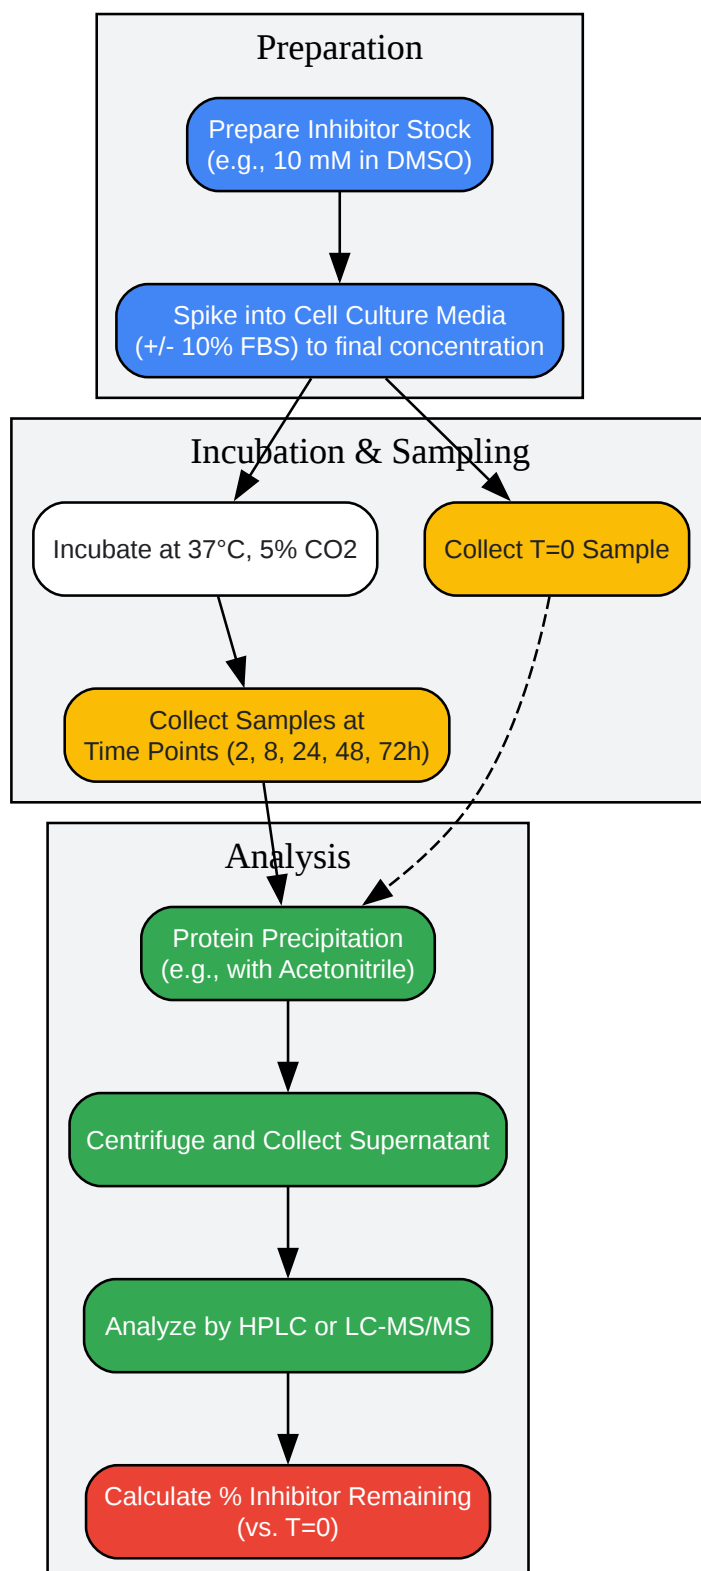 Preparation
Prepare Inhibitor Stock
(e.g., 10 mM in DMSO)
Spike into Cell Culture Media
(+/- 10% FBS) to final concentration
Incubation & Sampling
Incubate at 37°C, 5% CO2
Collect T=0 Sample
Collect Samples at
Time Points (2, 8, 24, 48, 72h)
Analysis
Protein Precipitation
(e.g., with Acetonitrile)
Centrifuge and Collect Supernatant
Analyze by HPLC or LC-MS/MS
Calculate % Inhibitor Remaining
(vs. T=0)